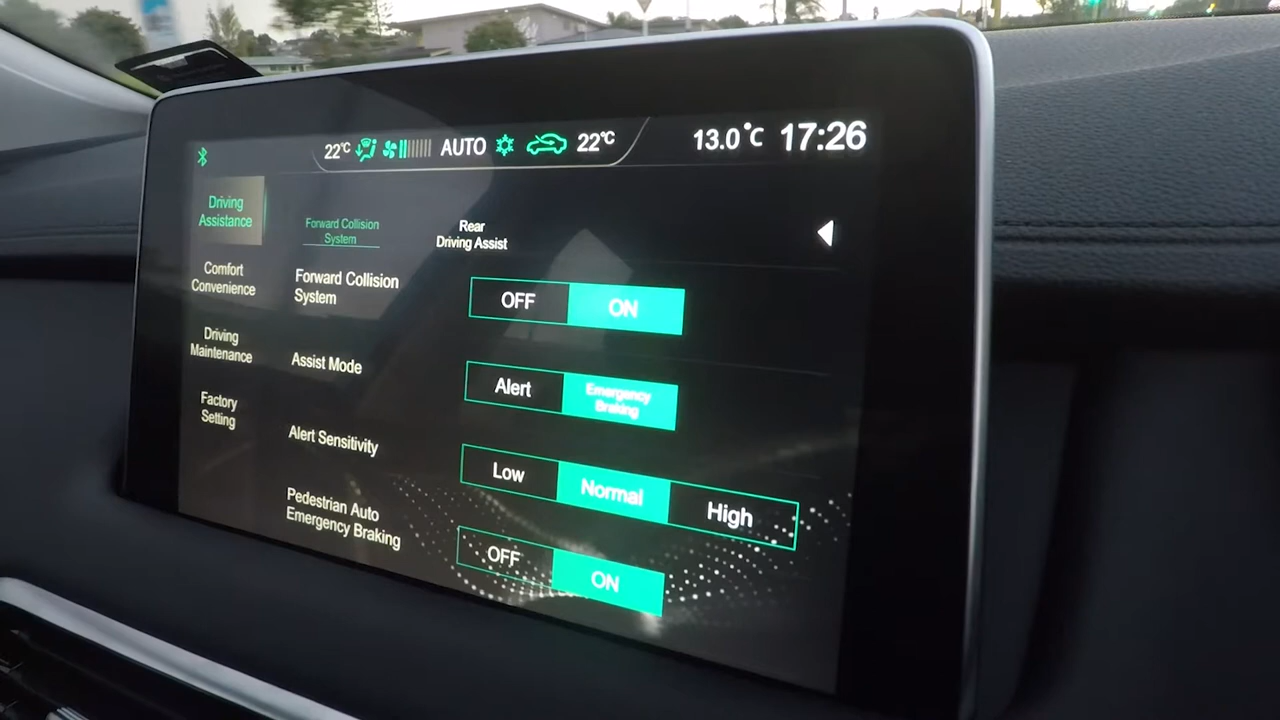 22°C AUTO 22°C 13.0°C 17:26
Driving
Assistance
Comfort
Convenience
Driving
Maintenance
Factory
Setting
Forward Collision
System
Rear
Driving Assist
Forward Collision
System
OFF ON
Assist Mode
Alert Emergency
Braking
Alert Sensitivity
Low Normal High
Pedestrian Auto
Emergency Braking
OFF ON